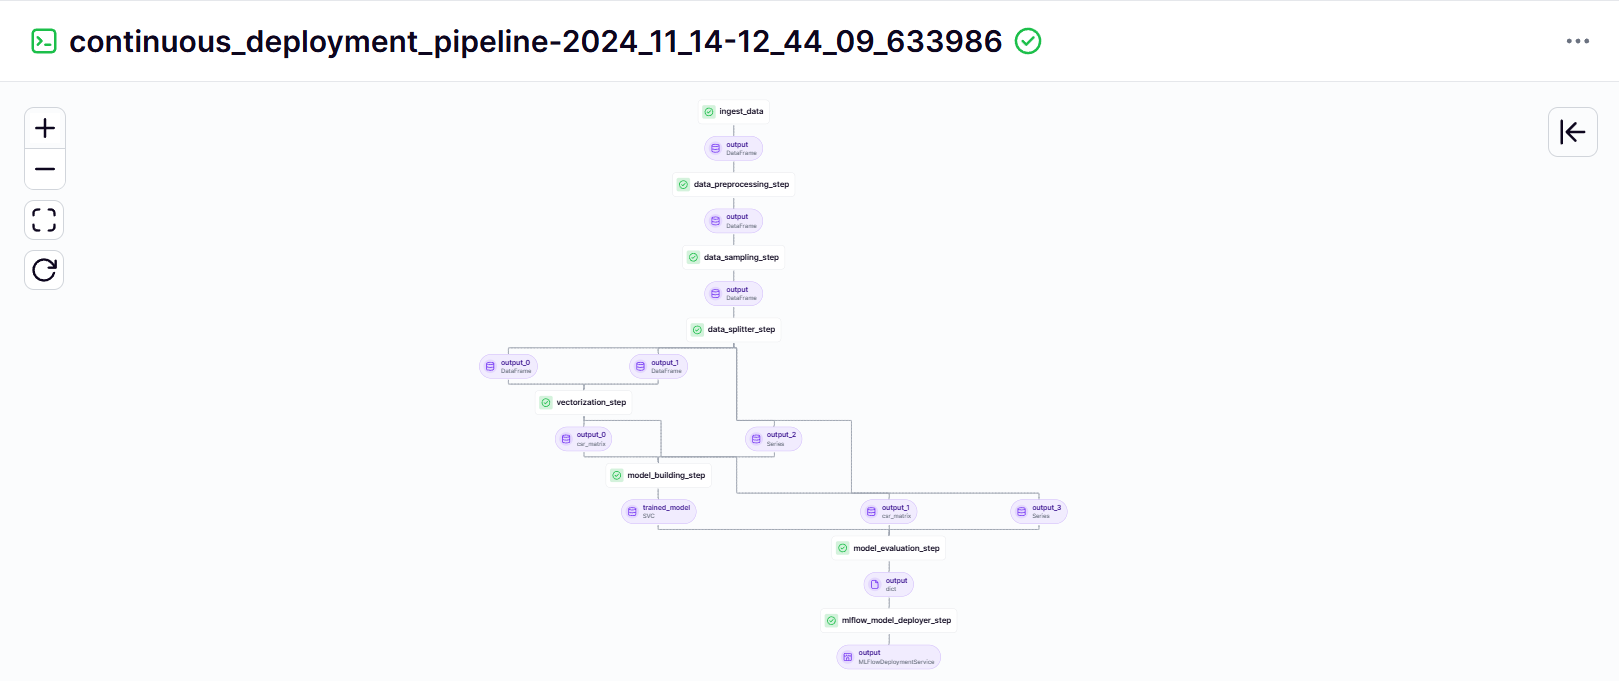 continuous_deployment_pipeline-2024_11_14-12_44_09_633986
ingest_data
output
DataFrame
data_preprocessing_step
output
DataFrame
data_sampling_step
output
DataFrame
data_splitter_step
output_0
DataFrame
output_1
DataFrame
vectorization_step
output_0
csr_matrix
output_2
Series
model_building_step
trained_model
SVC
output_1
csr_matrix
output_3
Series
model_evaluation_step
output
dict
mlflow_model_deployer_step
output
MLFlowDeploymentService